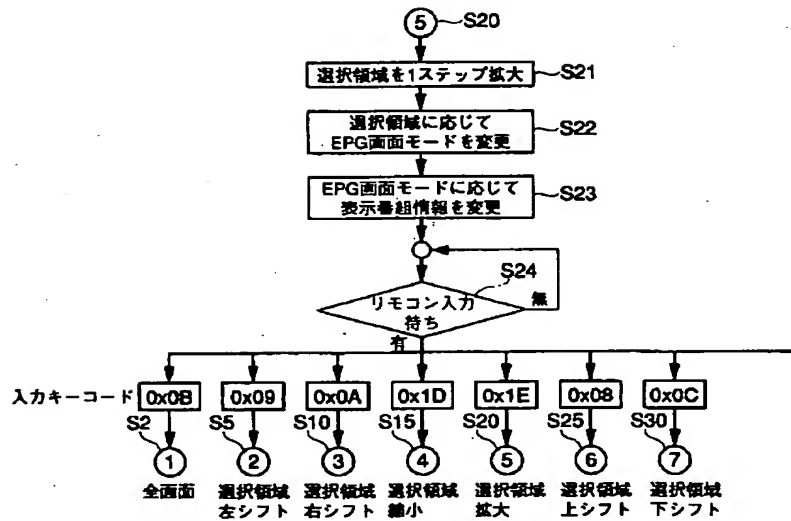 5 S20
選択領域を1ステップ拡大 S21
選択領域に応じて
EPG画面モードを変更 S22
EPG画面モードに応じて
表示番組情報を変更 S23
S24
リモコン入力
待ち
無
有
入力キーコード 0x0B 0x09 0x0A 0x1D 0x1E 0x08 0x0C
S2 S5 S10 S15 S20 S25 S30
1 2 3 4 5 6 7
全画面 選択領域 選択領域 選択領域 選択領域 選択領域 選択領域
左シフト 右シフト 縮小 拡大 上シフト 下シフト